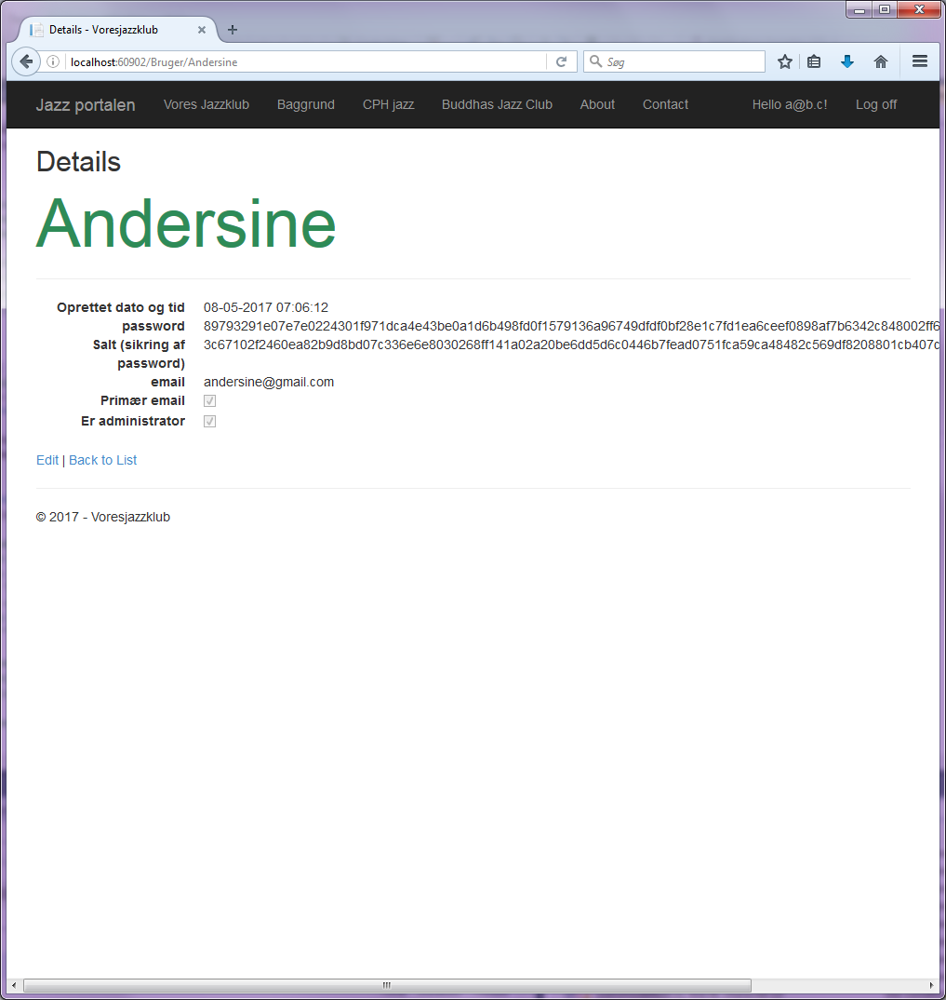 Details - Voresjazzklub
localhost:60902/Bruger/Andersine
Søg
Jazz portalen Vores Jazzklub Baggrund CPH jazz Buddhas Jazz Club About Contact Hello a@b.c! Log off
Details
Andersine
Oprettet dato og tid 08-05-2017 07:06:12
password 89793291e07e7e0224301f971dca4e43be0a1d6b498fd0f1579136a96749dfdf0bf28e1c7fd1ea6ceef0898af7b6342c848002ff6
Salt (sikring af 3c67102f2460ea82b9d8bd07c336e6e8030268ff141a02a20be6dd5d6c0446b7fead0751fca59ca48482c569df8208801cb407c
password)
email andersine@gmail.com
Primær email
Er administrator
Edit | Back to List
© 2017 - Voresjazzklub